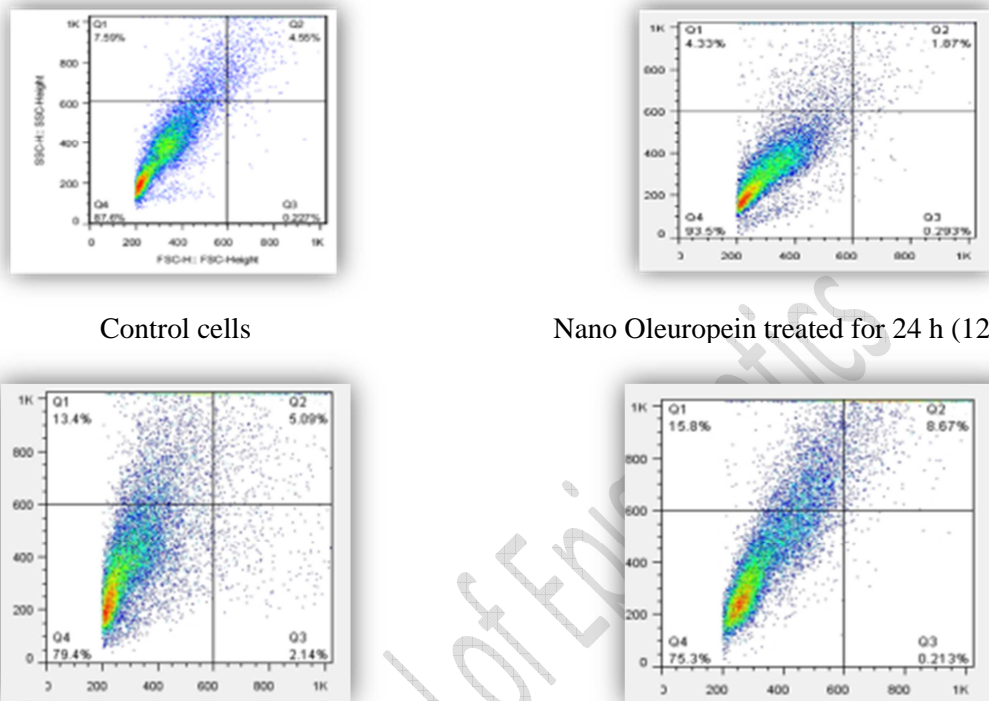 1K Q1 Q2
7.59% 4.55%
800
600
400
200
Q4 Q3
0 87.6% 0.227%
0 200 400 600 800 1K
SSC-H:: SSC-Height
FSC-H:: FSC-Height
1K Q1 Q2
4.33% 1.87%
800
600
400
200
Q4 Q3
0 93.5% 0.293%
200 400 600 800 1K
Control cells
Nano Oleuropein treated for 24 h (12
1K Q1 Q2
13.4% 5.09%
800
600
400
200
Q4 Q3
0 79.4% 2.14%
0 200 400 600 800 1K
1K Q1 Q2
15.8% 8.67%
800
600
400
200
Q4 Q3
0 75.3% 0.213%
200 400 600 800 1K
of